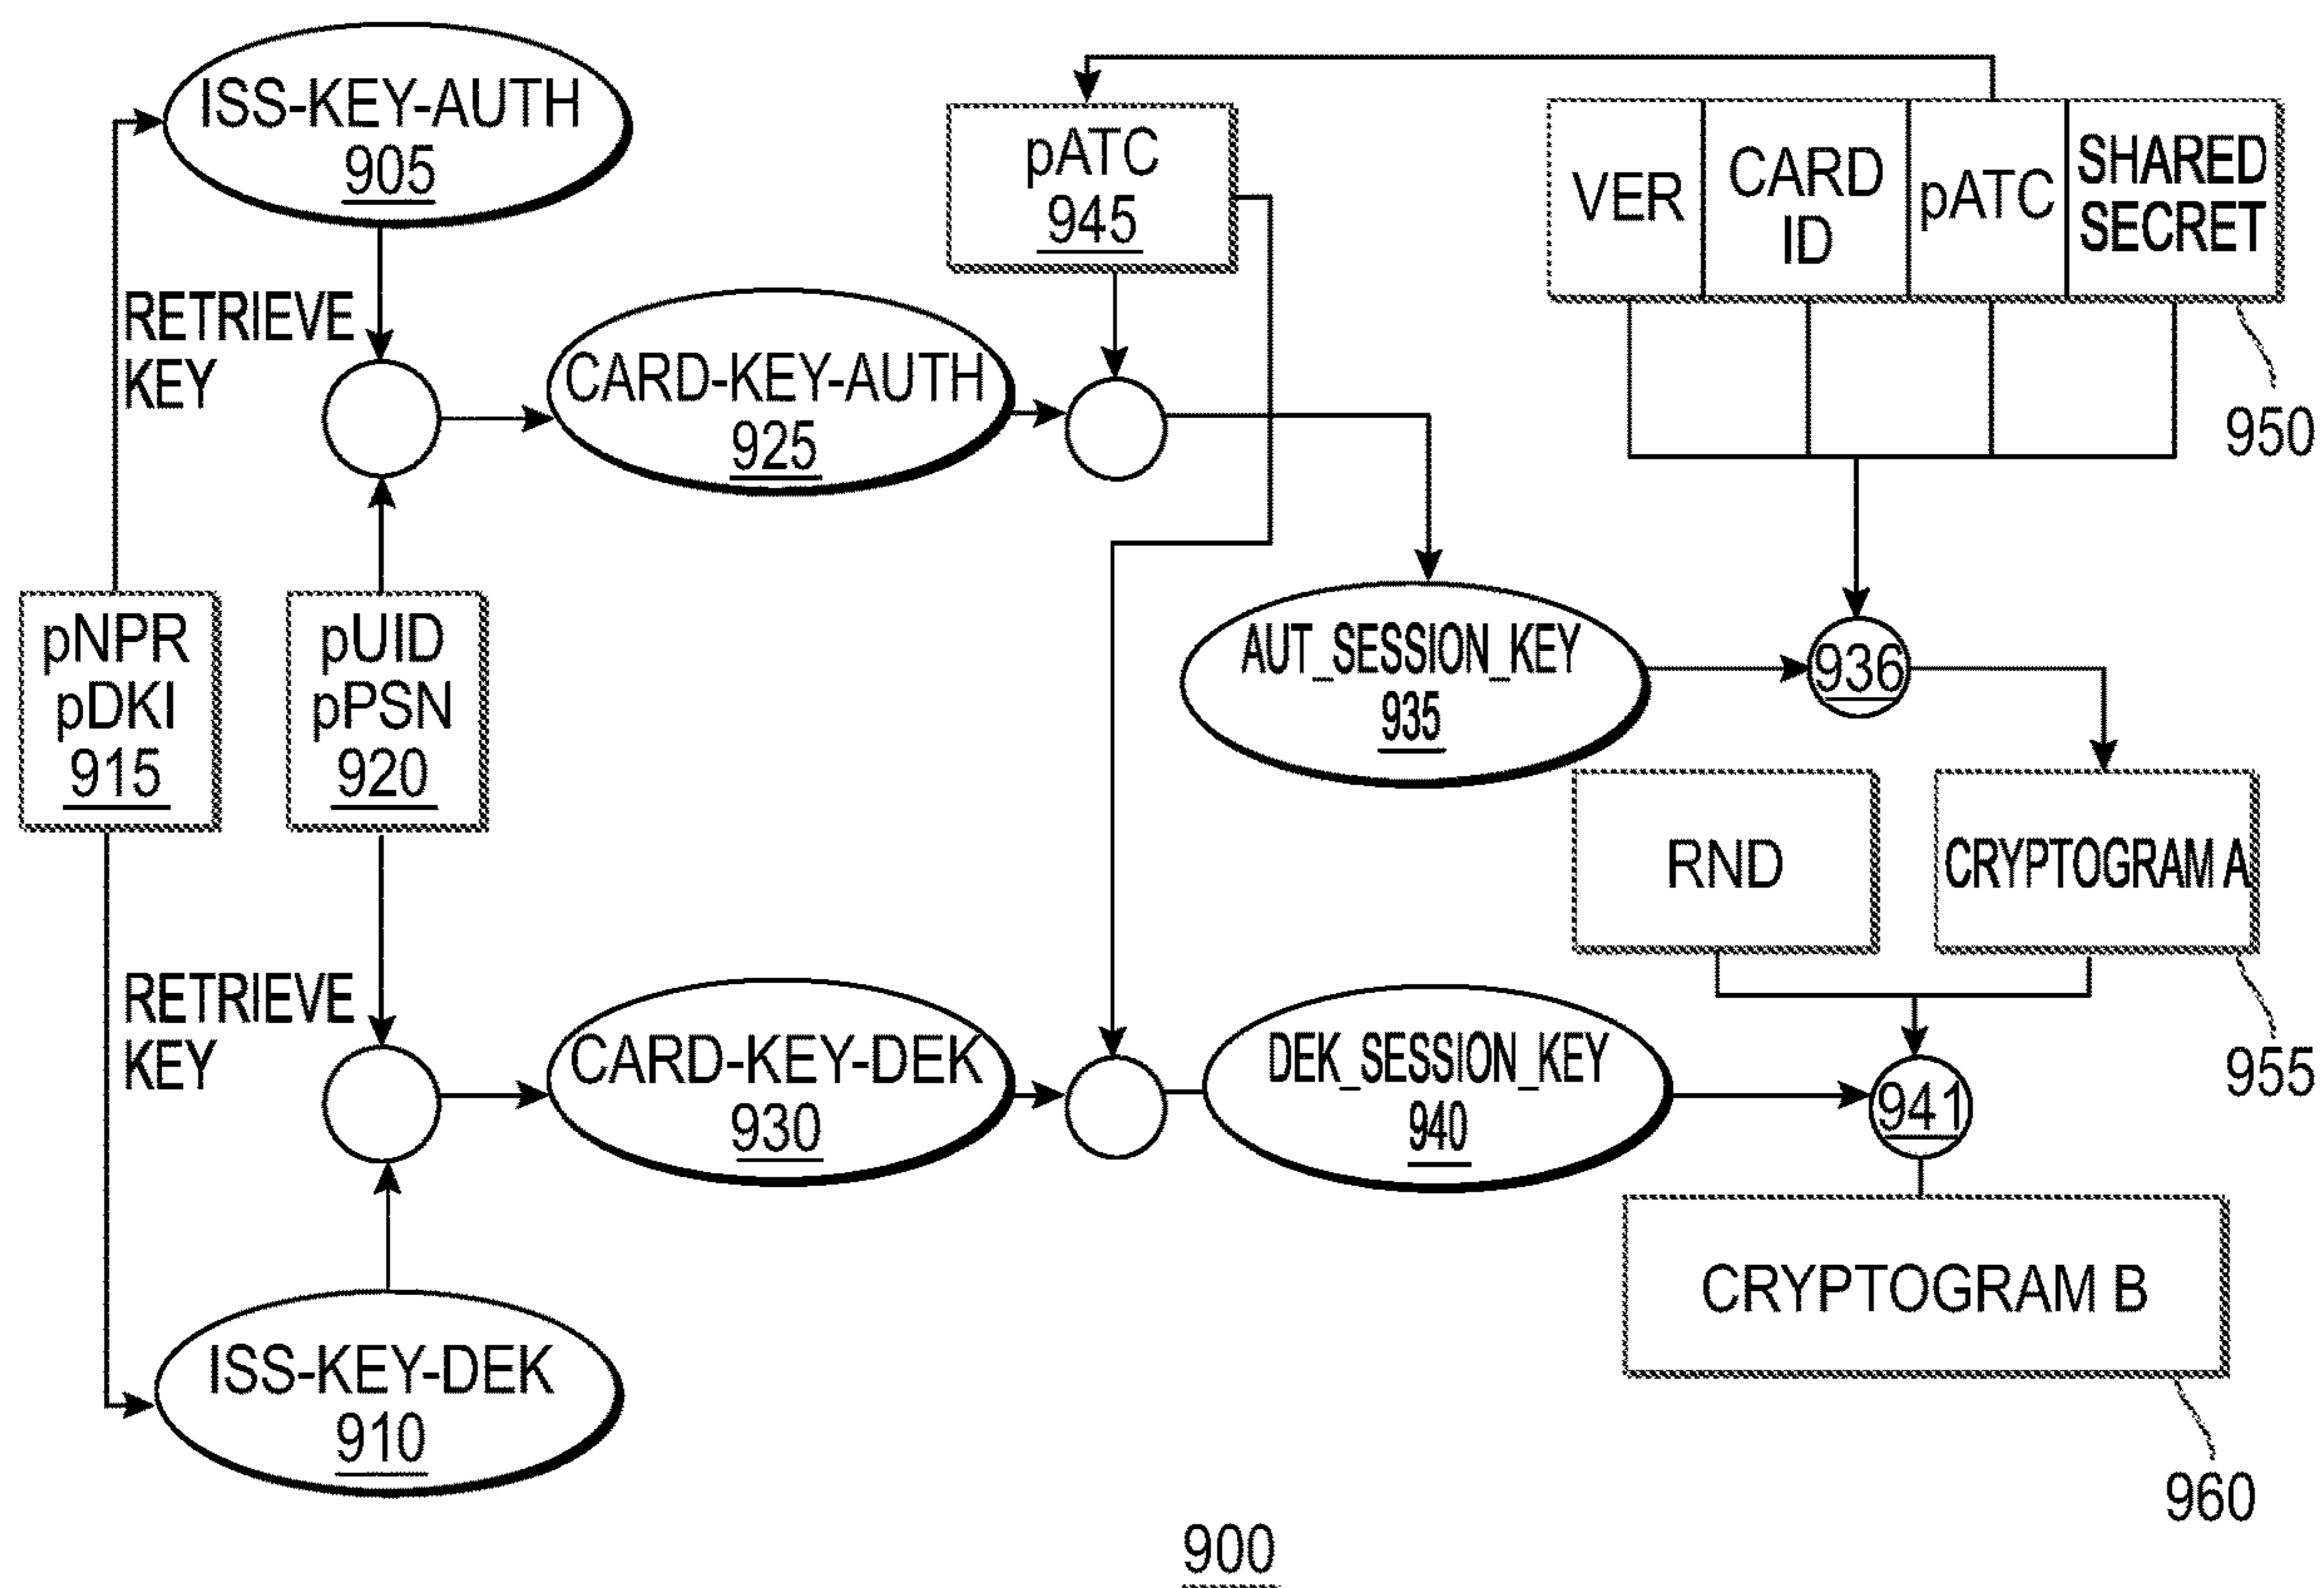 ISS-KEY-AUTH
905
RETRIEVE
KEY
pATC
945
VER
CARD
ID
pATC
SHARED
SECRET
950
CARD-KEY-AUTH
925
pNPR
pDKI
915
pUID
pPSN
920
AUT_SESSION_KEY
935
936
RND
CRYPTOGRAM A
955
RETRIEVE
KEY
CARD-KEY-DEK
930
DEK_SESSION_KEY
940
941
CRYPTOGRAM B
960
ISS-KEY-DEK
910
900